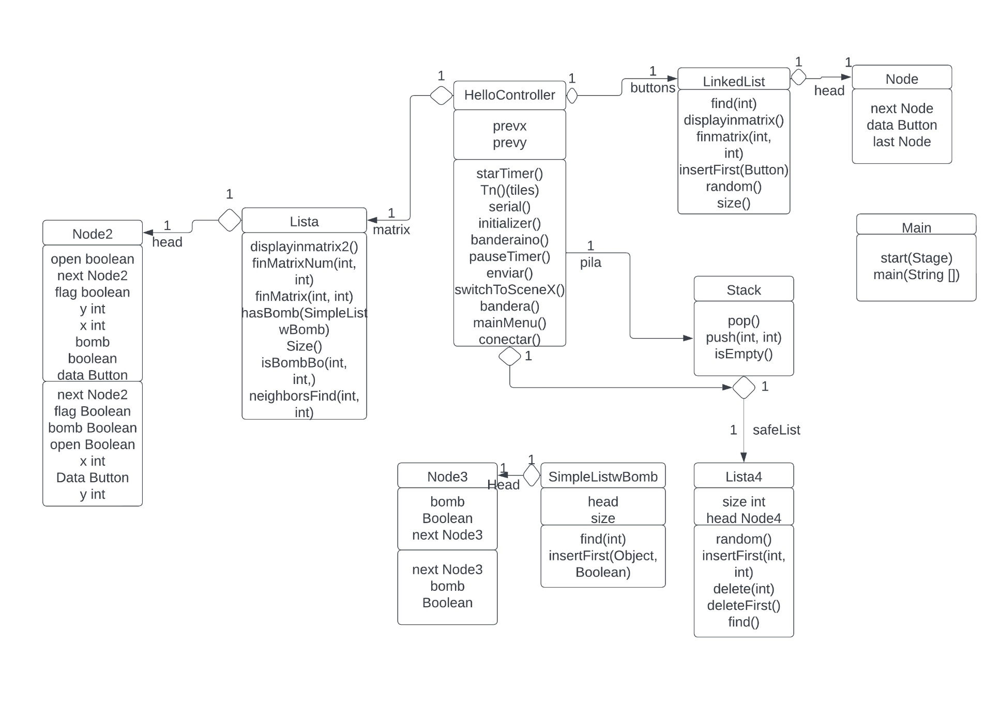 1
HelloController
prevx
prevy
starTimer()
Tn()(tiles)
serial()
initializer()
banderaino()
pauseTimer()
enviar()
switchToSceneX()
bandera()
mainMenu()
conectar()
1
1
buttons
1
LinkedList
find(int)
displayinmatrix()
finmatrix(int,
int)
insertFirst(Button)
random()
size()
1
1
head
Node
next Node
data Button
last Node
Main
start(Stage)
main(String [])
1
matrix
Lista
displayinmatrix2()
finMatrixNum(int,
int)
finMatrix(int, int)
hasBomb(SimpleList
wBomb)
Size()
isBombBo(int,
int,)
neighborsFind(int,
int)
1
1
head
Node2
open boolean
next Node2
flag boolean
y int
x int
bomb
boolean
data Button
next Node2
flag Boolean
bomb Boolean
open Boolean
x int
Data Button
y int
1
pila
Stack
pop()
push(int, int)
isEmpty()
1
1
1
safeList
Node3
bomb
Boolean
next Node3
next Node3
bomb
Boolean
1
Head
1
SimpleListwBomb
head
size
find(int)
insertFirst(Object,
Boolean)
Lista4
size int
head Node4
random()
insertFirst(int,
int)
delete(int)
deleteFirst()
find()